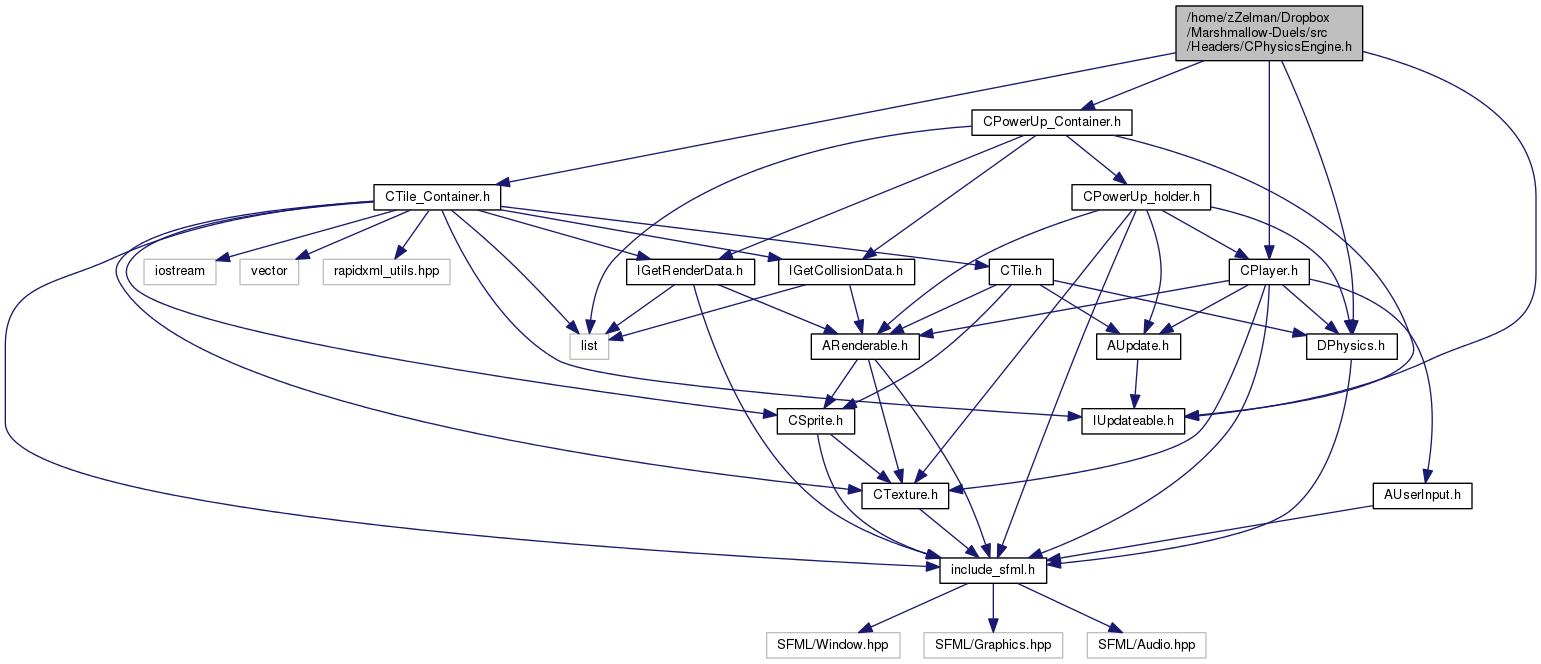 /home/zZelman/Dropbox
/Marshmallow-Duels/src
/Headers/CPhysicsEngine.h
CPowerUp_Container.h
CTile_Container.h
CPowerUp_holder.h
iostream
vector
rapidxml_utils.hpp
IGetRenderData.h
IGetCollisionData.h
CTile.h
CPlayer.h
list
ARenderable.h
AUpdate.h
DPhysics.h
CSprite.h
IUpdateable.h
CTexture.h
AUserInput.h
include_sfml.h
SFML/Window.hpp
SFML/Graphics.hpp
SFML/Audio.hpp